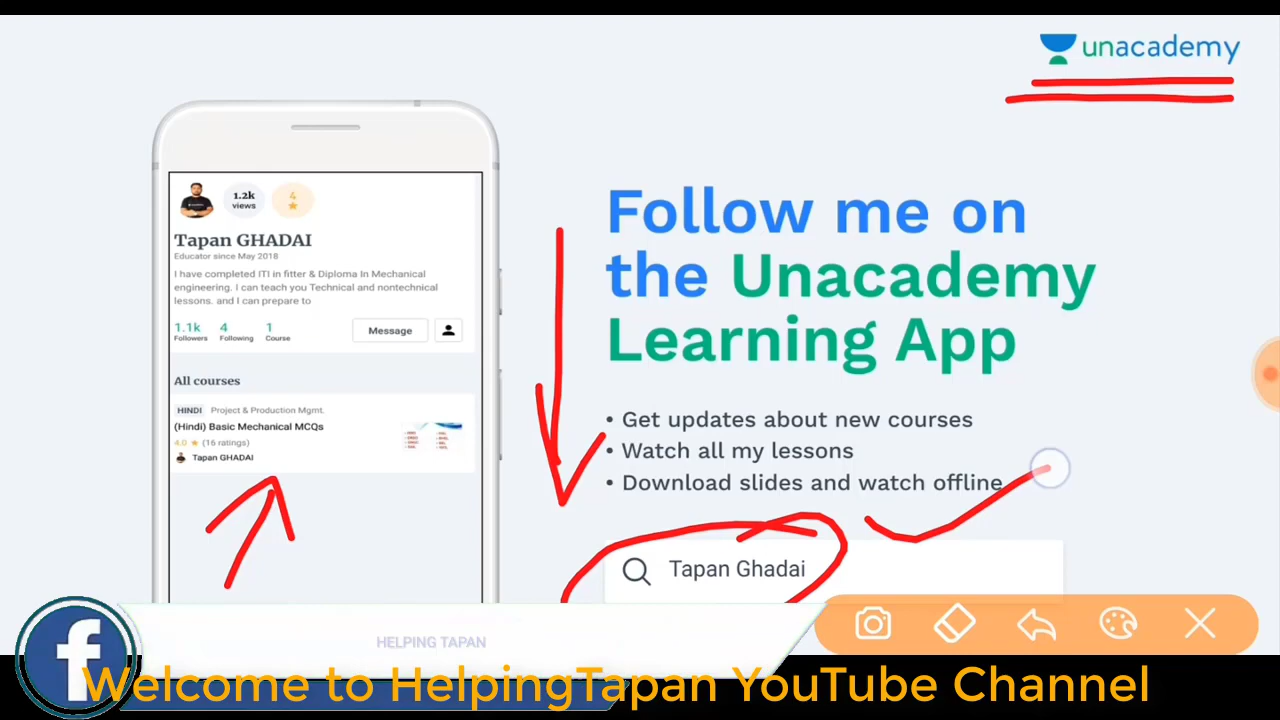 unacademy
1.2k
views
4
Tapan GHADAI
Educator since May 2018
I have completed ITI in fitter & Diploma In Mechanical
engineering. I can teach you Technical and nontechnical
lessons. and I can prepare to
1.1k 4 1
Followers Following Course
Message
All courses
HINDI Project & Production Mgmt.
(Hindi) Basic Mechanical MCQs
4.0 ★ (16 ratings)
Tapan GHADAI
Follow me on
the Unacademy
Learning App
• Get updates about new courses
• Watch all my lessons
• Download slides and watch offline
Tapan Ghadai
HELPING TAPAN
Welcome to HelpingTapan YouTube Channel